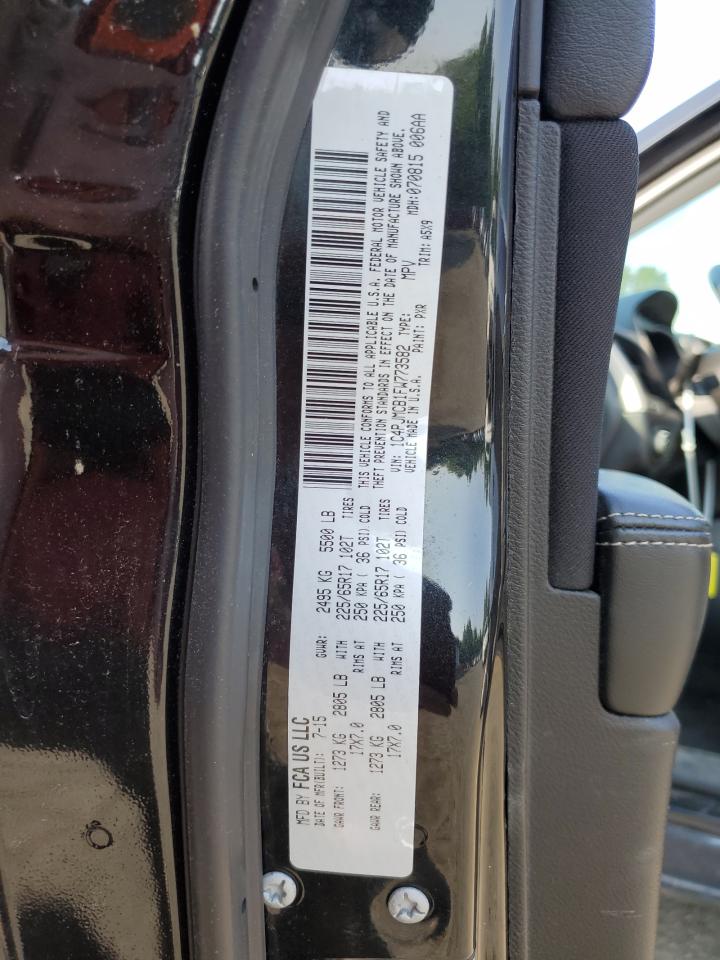 MFD BY FCA US LLC
DATE OF MFR(BUILT): 7-15 GVWR: 2495 KG 5500 LB
GAWR FRONT: 1273 KG 2805 LB WITH 225/65R17 102T TIRES
17X7.0 RIMS AT 250 KPA ( 36 PSI) COLD
GAWR REAR: 1273 KG 2805 LB WITH 225/65R17 102T TIRES
17X7.0 RIMS AT 250 KPA ( 36 PSI) COLD
THIS VEHICLE CONFORMS TO ALL APPLICABLE U.S.A. FEDERAL MOTOR VEHICLE SAFETY AND
THEFT PREVENTION STANDARDS IN EFFECT ON THE DATE OF MANUFACTURE SHOWN ABOVE.
VIN: 1C4PJMCB1FW773582 TYPE: MPV MDH:070815 006AA
VEHICLE MADE IN U.S.A. PAINT: PXR TRIM: A5X9